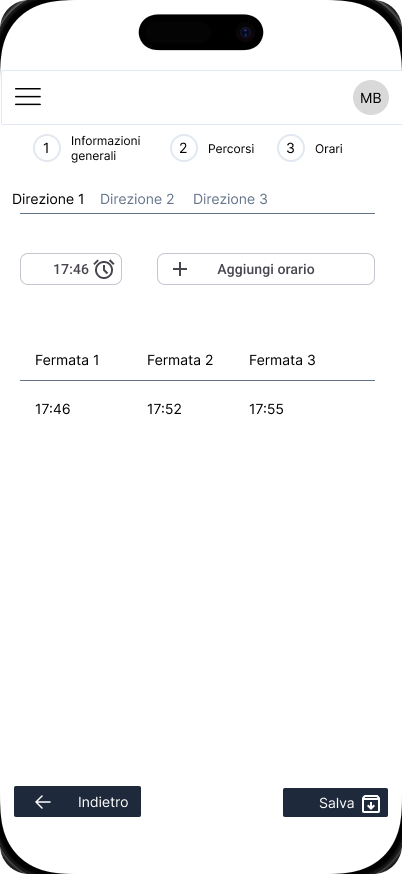 MB
1 Informazioni generali 2 Percorsi 3 Orari
Direzione 1 Direzione 2 Direzione 3
17:46 Aggiungi orario
Fermata 1 Fermata 2 Fermata 3
17:46 17:52 17:55
Indietro Salva